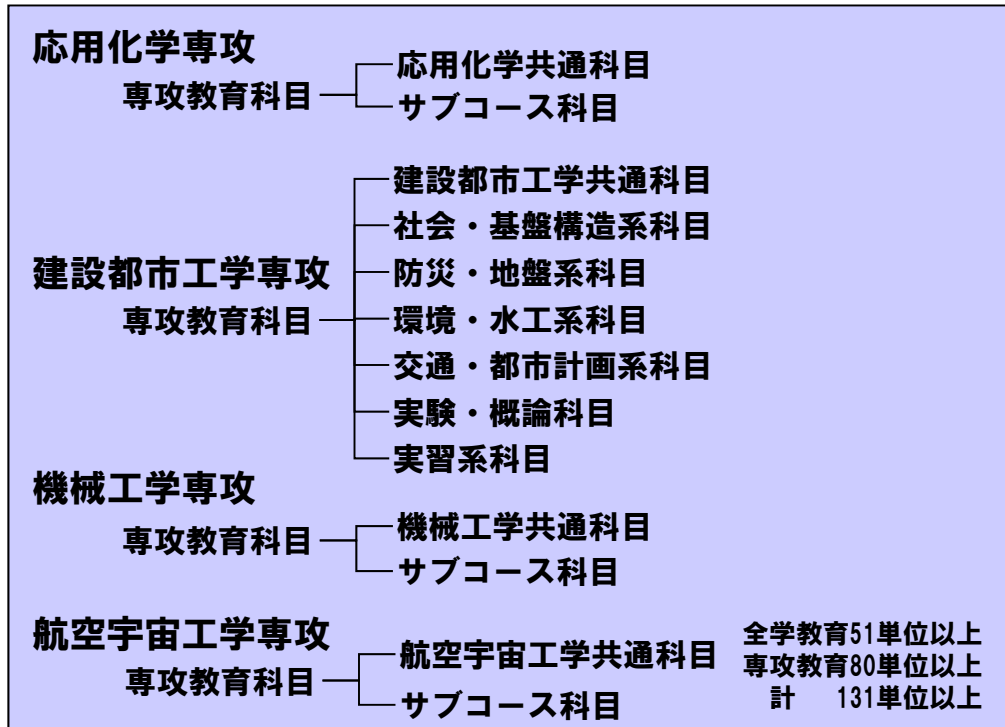 応用化学専攻
専攻教育科目
応用化学共通科目
サブコース科目
建設都市工学専攻
専攻教育科目
建設都市工学共通科目
社会・基盤構造系科目
防災・地盤系科目
環境・水工系科目
交通・都市計画系科目
実験・概論科目
実習系科目
機械工学専攻
専攻教育科目
機械工学共通科目
サブコース科目
航空宇宙工学専攻
専攻教育科目
航空宇宙工学共通科目
サブコース科目
全学教育51単位以上
専攻教育80単位以上
計 131単位以上